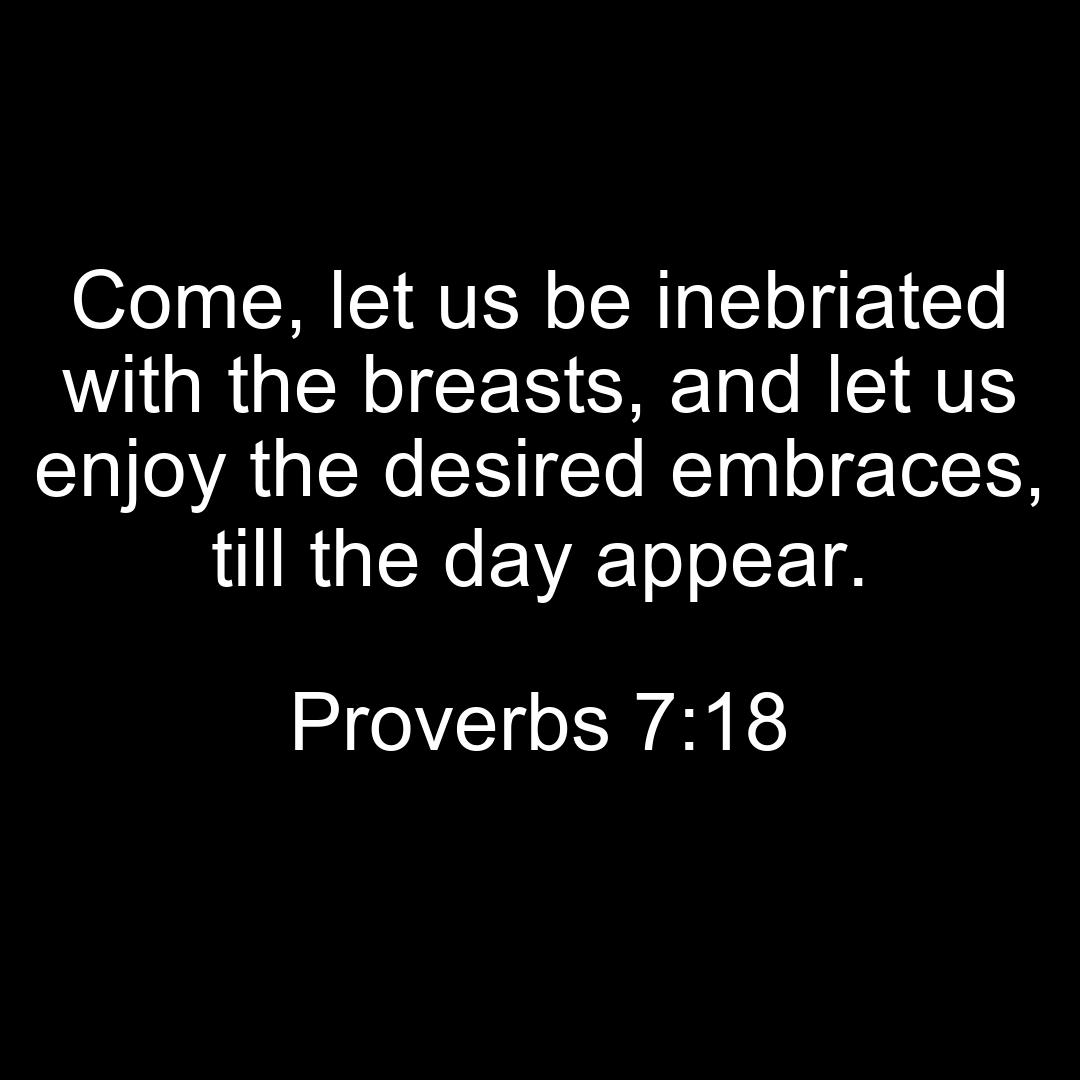 Come, let us be inebriated
with the breasts, and let us
enjoy the desired embraces,
till the day appear.
Proverbs 7:18